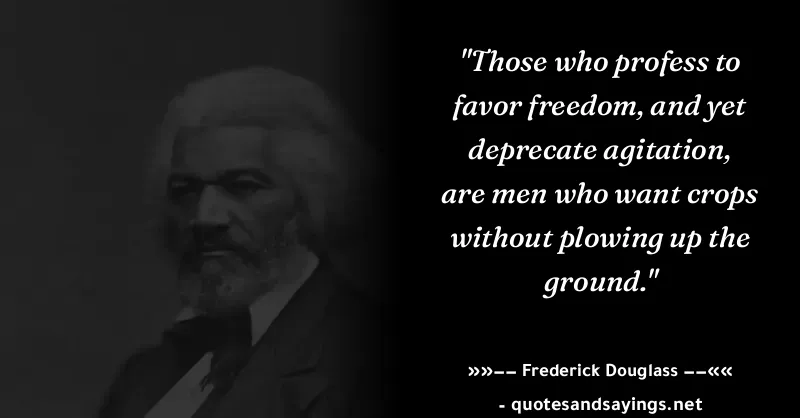 "Those who profess to
favor freedom, and yet
deprecate agitation,
are men who want crops
without plowing up the
ground."
»»−− Frederick Douglass −−««
- quotesandsayings.net